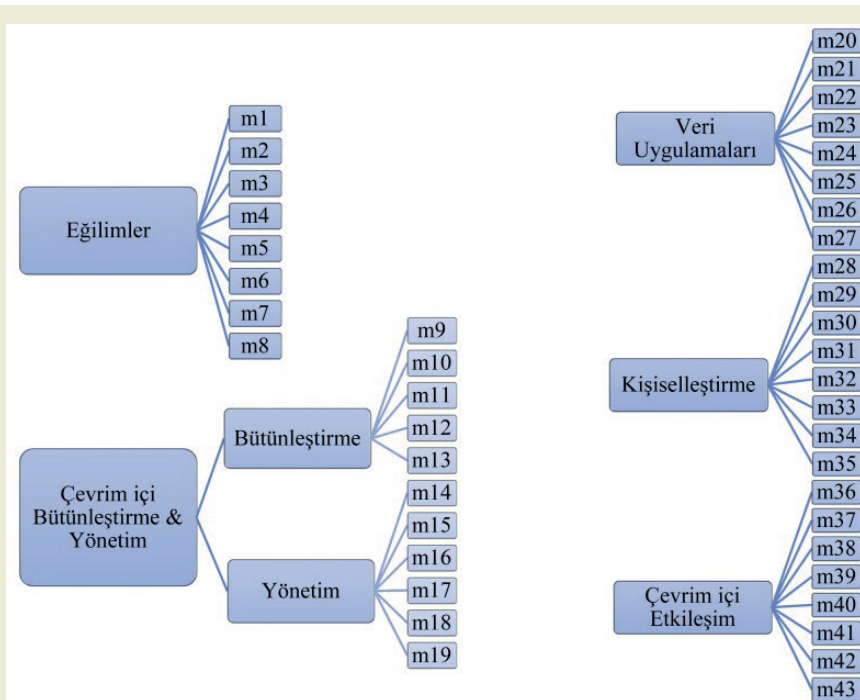 Eğilimler
m1
m2
m3
m4
m5
m6
m7
m8
Çevrim içi
Bütünleştirme &
Yönetim
Bütünleştirme
m9
m10
m11
m12
m13
Yönetim
m14
m15
m16
m17
m18
m19
Veri
Uygulamaları
m20
m21
m22
m23
m24
m25
m26
m27
Kişiselleştirme
m28
m29
m30
m31
m32
m33
m34
m35
Çevrim içi
Etkileşim
m36
m37
m38
m39
m40
m41
m42
m43